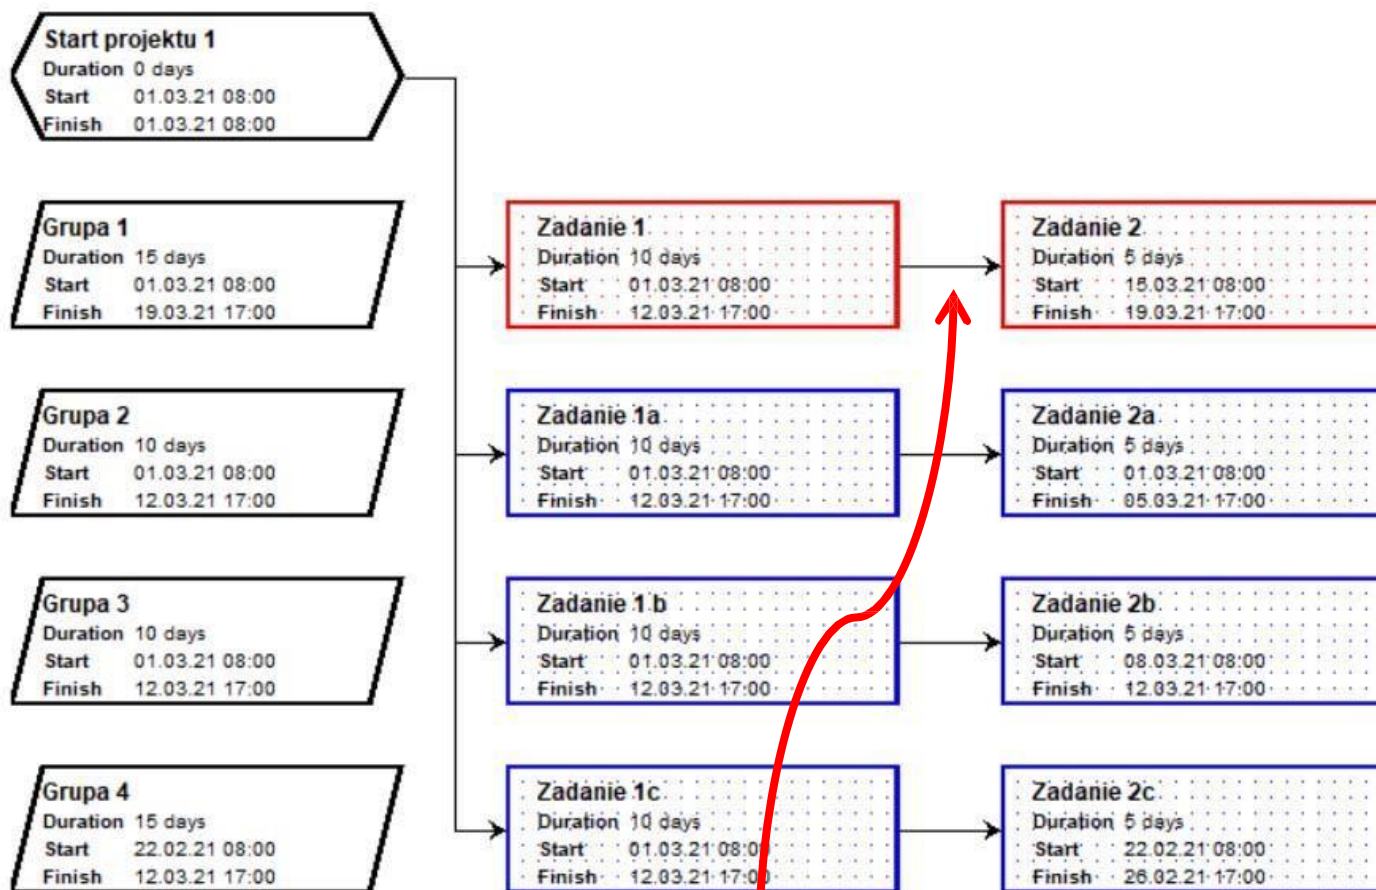 Start projektu 1
Duration 0 days
Start 01.03.21 08:00
Finish 01.03.21 08:00
Grupa 1
Duration 15 days
Start 01.03.21 08:00
Finish 19.03.21 17:00
Zadanie 1
Duration 10 days
Start 01.03.21 08:00
Finish 12.03.21 17:00
Zadanie 2
Duration 5 days
Start 15.03.21 08:00
Finish 19.03.21 17:00
Grupa 2
Duration 10 days
Start 01.03.21 08:00
Finish 12.03.21 17:00
Zadanie 1a
Duration 10 days
Start 01.03.21 08:00
Finish 12.03.21 17:00
Zadanie 2a
Duration 5 days
Start 01.03.21 08:00
Finish 05.03.21 17:00
Grupa 3
Duration 10 days
Start 01.03.21 08:00
Finish 12.03.21 17:00
Zadanie 1 b
Duration 10 days
Start 01.03.21 08:00
Finish 12.03.21 17:00
Zadanie 2b
Duration 5 days
Start 08.03.21 08:00
Finish 12.03.21 17:00
Grupa 4
Duration 15 days
Start 22.02.21 08:00
Finish 12.03.21 17:00
Zadanie 1c
Duration 10 days
Start 01.03.21 08:00
Finish 12.03.21 17:00
Zadanie 2c
Duration 5 days
Start 22.02.21 08:00
Finish 26.02.21 17:00